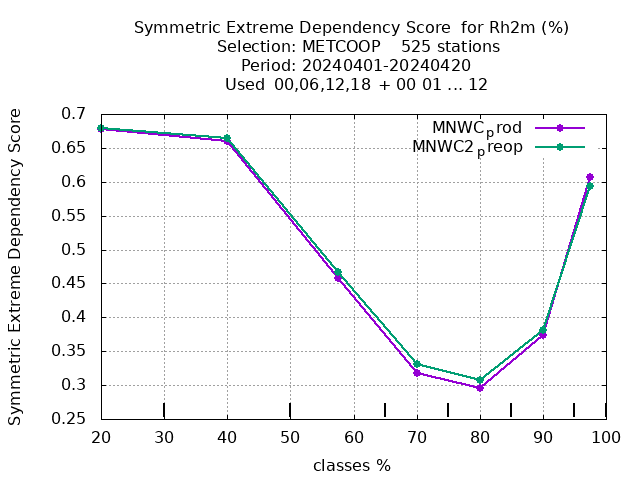 Symmetric Extreme Dependency Score for Rh2m (%)
Selection: METCOOP 525 stations
Period: 20240401-20240420
Used 00,06,12,18 + 00 01 ... 12
Symmetric Extreme Dependency Score
0.7
0.65
0.6
0.55
0.5
0.45
0.4
0.35
0.3
0.25
MNWCprod
MNWC2preop
20 30 40 50 60 70 80 90 100
classes %